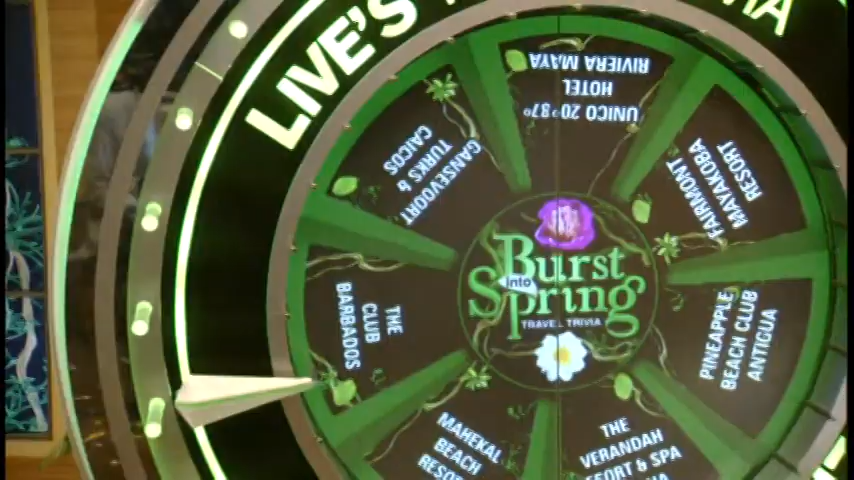 LIVE'S
UNICO 20°87°
HOTEL
RIVIERA MAYA
GANSEVOORT
TURKS &
CAICOS
FAIRMONT
MAYAKOBA
RESORT
Burst
into
Spring
TRAVEL TRIVIA
THE
CLUB
BARBADOS
PINEAPPLE
BEACH CLUB
ANTIGUA
MAHEKAL
BEACH
THE
VERANDAH
& SPA